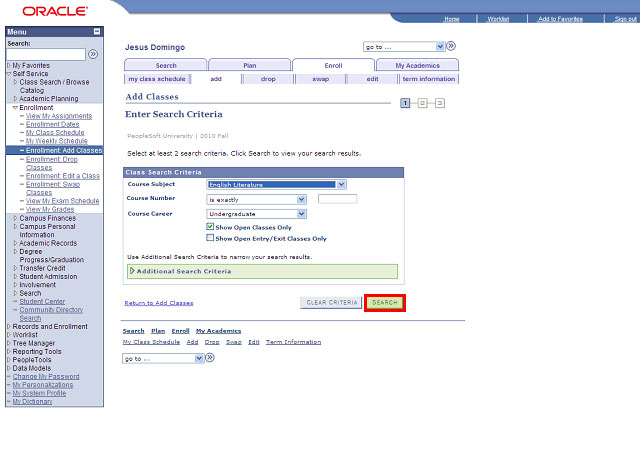 ORACLE
Home Worklist Add to Favorites Sign out
Menu
Search:
My Favorites
Self Service
Class Search / Browse
Catalog
Academic Planning
Enrollment
View My Assignments
Enrollment Dates
My Class Schedule
My Weekly Schedule
Enrollment: Add Classes
Enrollment: Drop
Classes
Enrollment: Edit a Class
Enrollment: Swap
Classes
View My Exam Schedule
View My Grades
Campus Finances
Campus Personal
Information
Academic Records
Degree
Progress/Graduation
Transfer Credit
Student Admission
Involvement
Search
Student Center
Community Directory
Search
Records and Enrollment
Worklist
Tree Manager
Reporting Tools
PeopleTools
Data Models
Change My Password
My Personalizations
My System Profile
My Dictionary
Jesus Domingo
go to ...
Search Plan Enroll My Academics
my class schedule add drop swap edit term information
Add Classes
1 2 3
Enter Search Criteria
PeopleSoft University | 2010 Fall
Select at least 2 search criteria. Click Search to view your search results.
Class Search Criteria
Course Subject English Literature
Course Number is exactly
Course Career Undergraduate
Show Open Classes Only
Show Open Entry/Exit Classes Only
Use Additional Search Criteria to narrow your search results.
Additional Search Criteria
Return to Add Classes CLEAR CRITERIA SEARCH
Search Plan Enroll My Academics
My Class Schedule Add Drop Swap Edit Term Information
go to ...